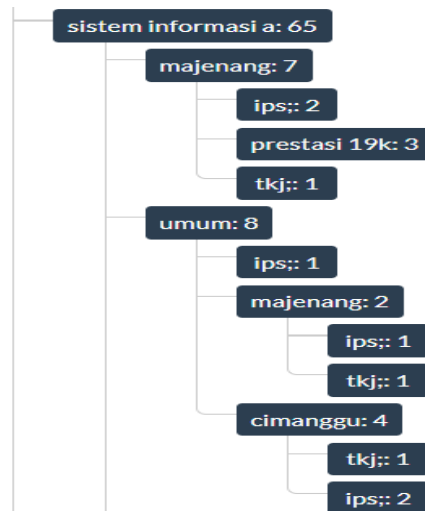 sistem informasi a: 65
majenang: 7
ips;: 2
prestasi 19k: 3
tkj;: 1
umum: 8
ips;: 1
majenang: 2
ips;: 1
tkj;: 1
cimanggu: 4
tkj;: 1
ips;: 2